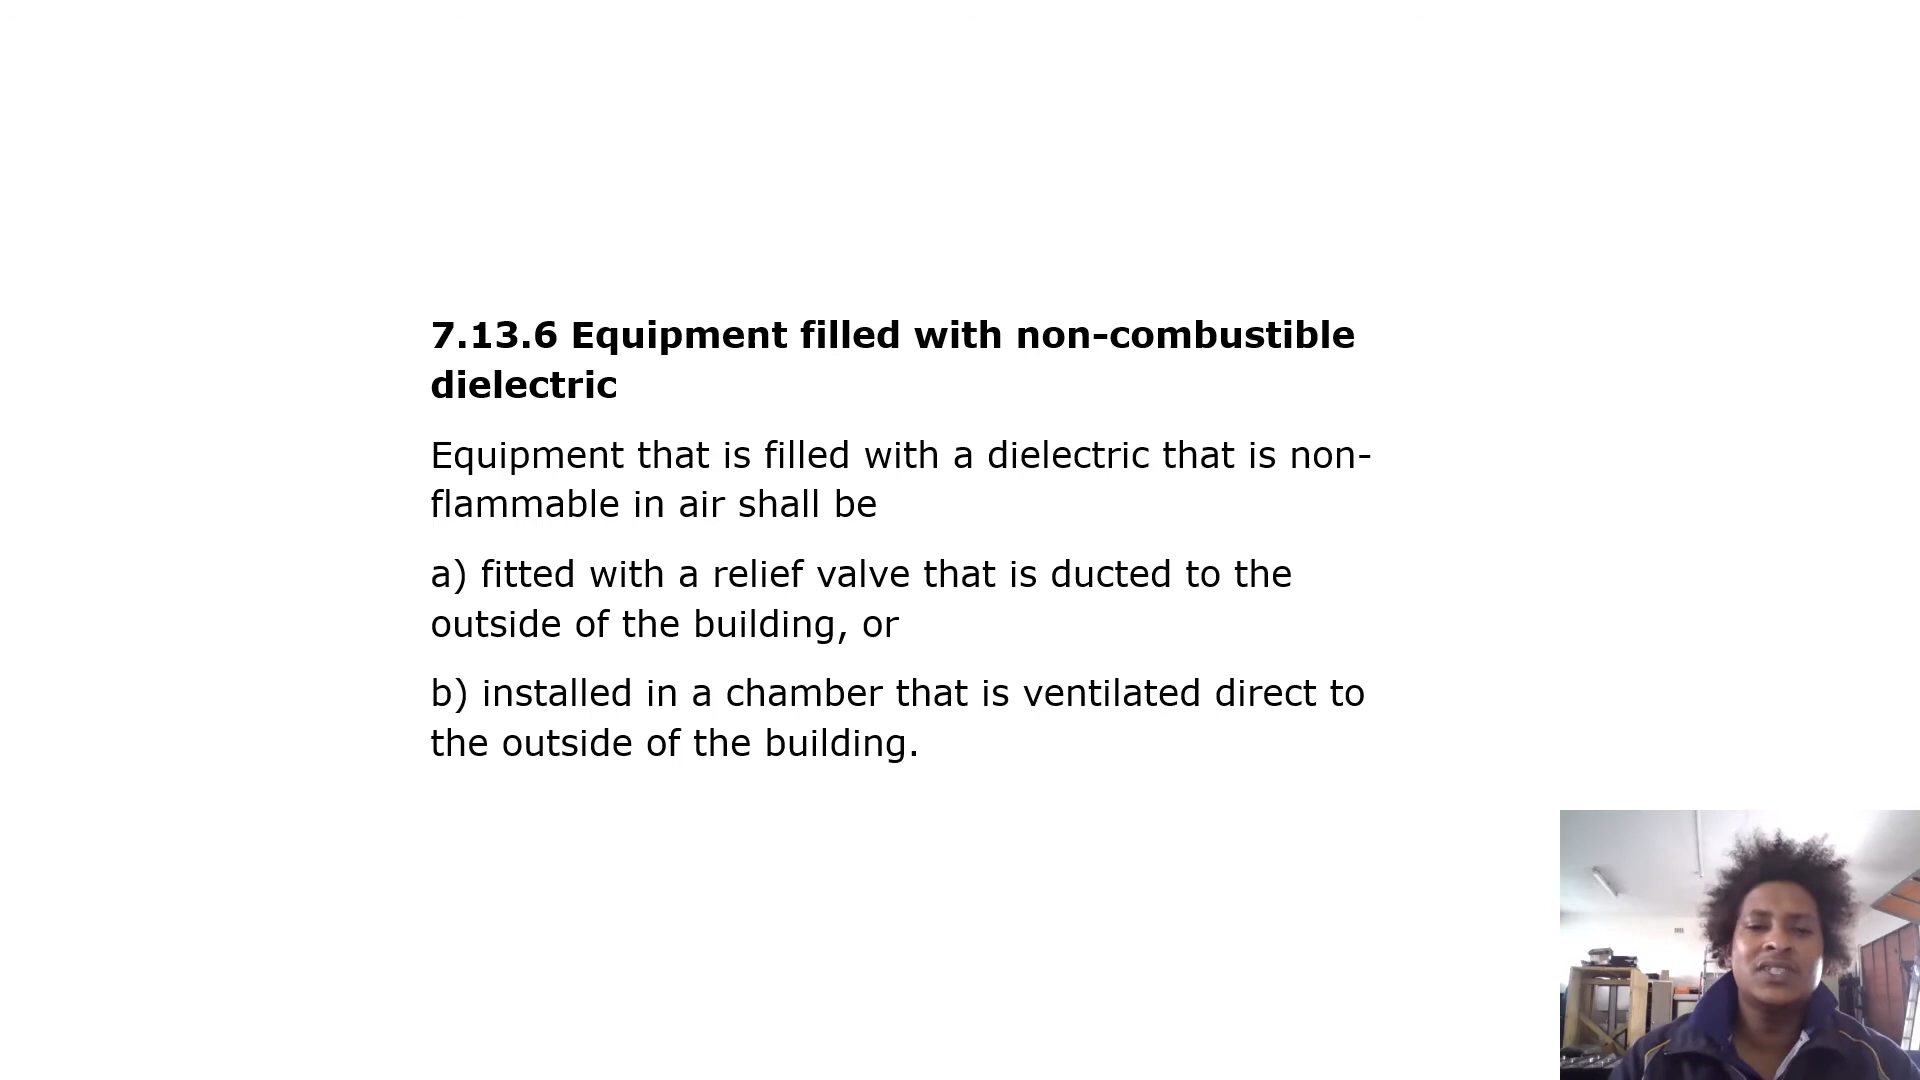 7.13.6 Equipment filled with non-combustible
dielectric
Equipment that is filled with a dielectric that is non-
flammable in air shall be
a) fitted with a relief valve that is ducted to the
outside of the building, or
b) installed in a chamber that is ventilated direct to
the outside of the building.